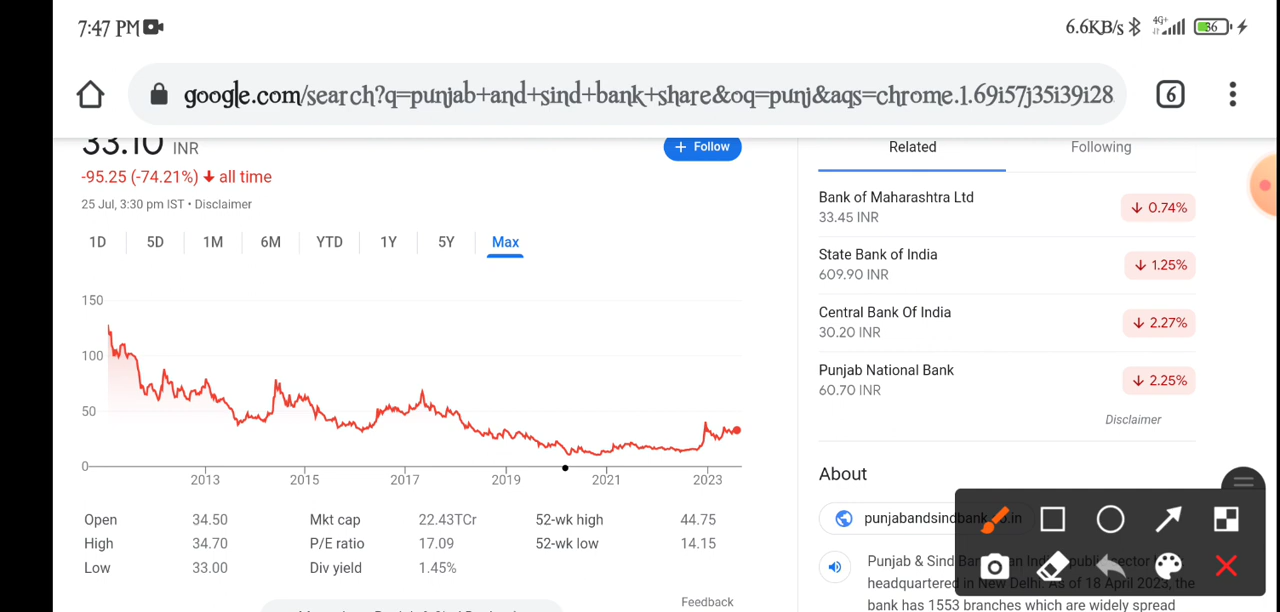 7:47 PM
6.6KB/s 4G+ 36
google.com/search?q=punjab+and+sind+bank+share&oq=punj&aqs=chrome.1.69i57j35i39i28
6
33.10 INR
+ Follow
-95.25 (-74.21%) all time
25 Jul, 3:30 pm IST • Disclaimer
1D 5D 1M 6M YTD 1Y 5Y Max
150
100
50
0
2013 2015 2017 2019 2021 2023
Open 34.50 Mkt cap 22.43TCr 52-wk high 44.75
High 34.70 P/E ratio 17.09 52-wk low 14.15
Low 33.00 Div yield 1.45%
Feedback
Related Following
Bank of Maharashtra Ltd
33.45 INR
0.74%
State Bank of India
609.90 INR
1.25%
Central Bank Of India
30.20 INR
2.27%
Punjab National Bank
60.70 INR
2.25%
Disclaimer
About
punjabandsindbank .in
Punjab & Sind public sector
headquartered in New Delhi. As of 18 April 2023, the
bank has 1553 branches which are widely spread